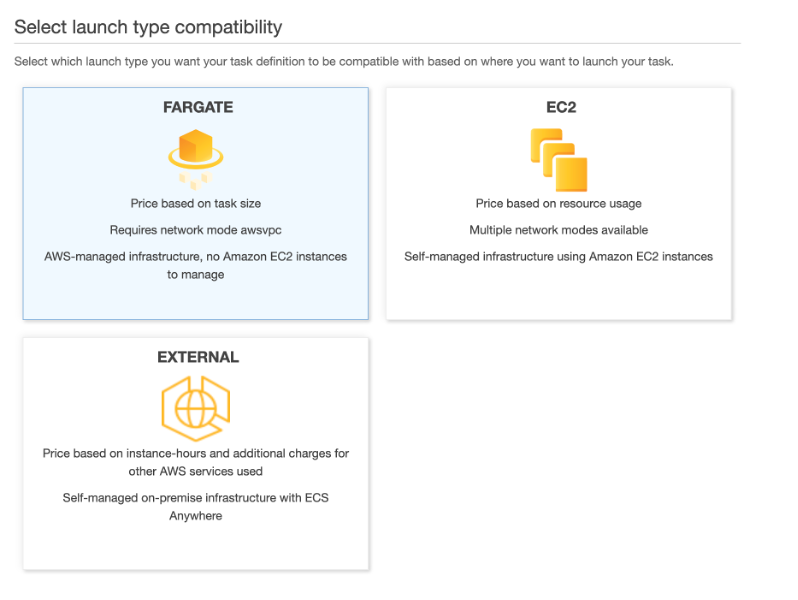 Select launch type compatibility
Select which launch type you want your task definition to be compatible with based on where you want to launch your task.
FARGATE
Price based on task size
Requires network mode awsvpc
AWS-managed infrastructure, no Amazon EC2 instances
to manage
EC2
Price based on resource usage
Multiple network modes available
Self-managed infrastructure using Amazon EC2 instances
EXTERNAL
Price based on instance-hours and additional charges for
other AWS services used
Self-managed on-premise infrastructure with ECS
Anywhere